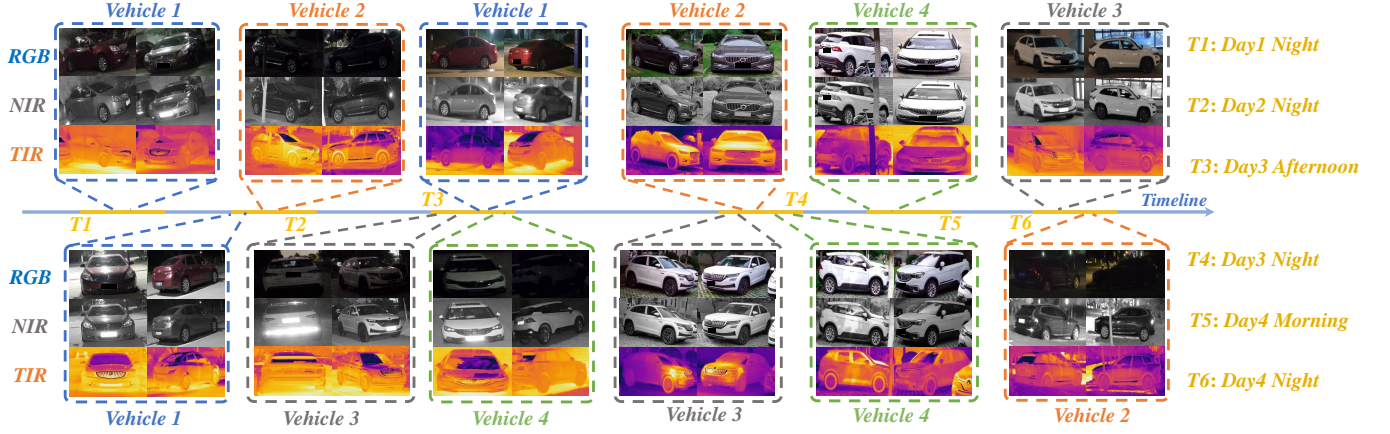 Vehicle 1
Vehicle 2
Vehicle 1
Vehicle 2
Vehicle 4
Vehicle 3
RGB
NIR
TIR
T1: Day1 Night
T2: Day2 Night
T3: Day3 Afternoon
T1
T2
T3
T4
T5
T6
Timeline
RGB
NIR
TIR
T4: Day3 Night
T5: Day4 Morning
T6: Day4 Night
Vehicle 1
Vehicle 3
Vehicle 4
Vehicle 3
Vehicle 4
Vehicle 2